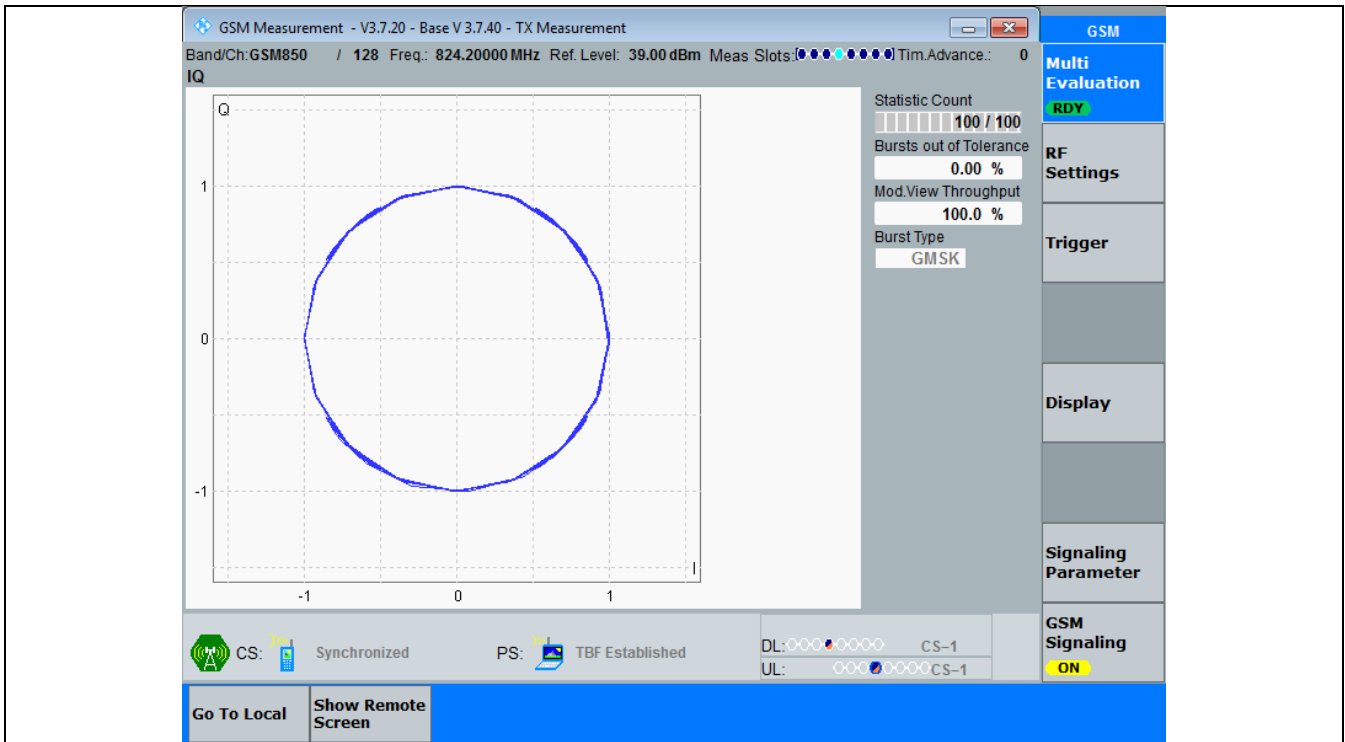 GSM Measurement - V3.7.20 - Base V 3.7.40 - TX Measurement
GSM
Band/Ch:GSM850 / 128 Freq.: 824.20000 MHz Ref. Level: 39.00 dBm Meas Slots: Tim.Advance.: 0
IQ
Multi
Evaluation
RDY
Q
Statistic Count
100 / 100
Bursts out of Tolerance
0.00 %
Mod.View Throughput
100.0 %
Burst Type
GMSK
1
0
-1
I
-1 0 1
RF
Settings
Trigger
Display
Signaling
Parameter
GSM
Signaling
ON
CS: Synchronized PS: TBF Established DL: CS-1
UL: CS-1
Go To Local
Show Remote
Screen